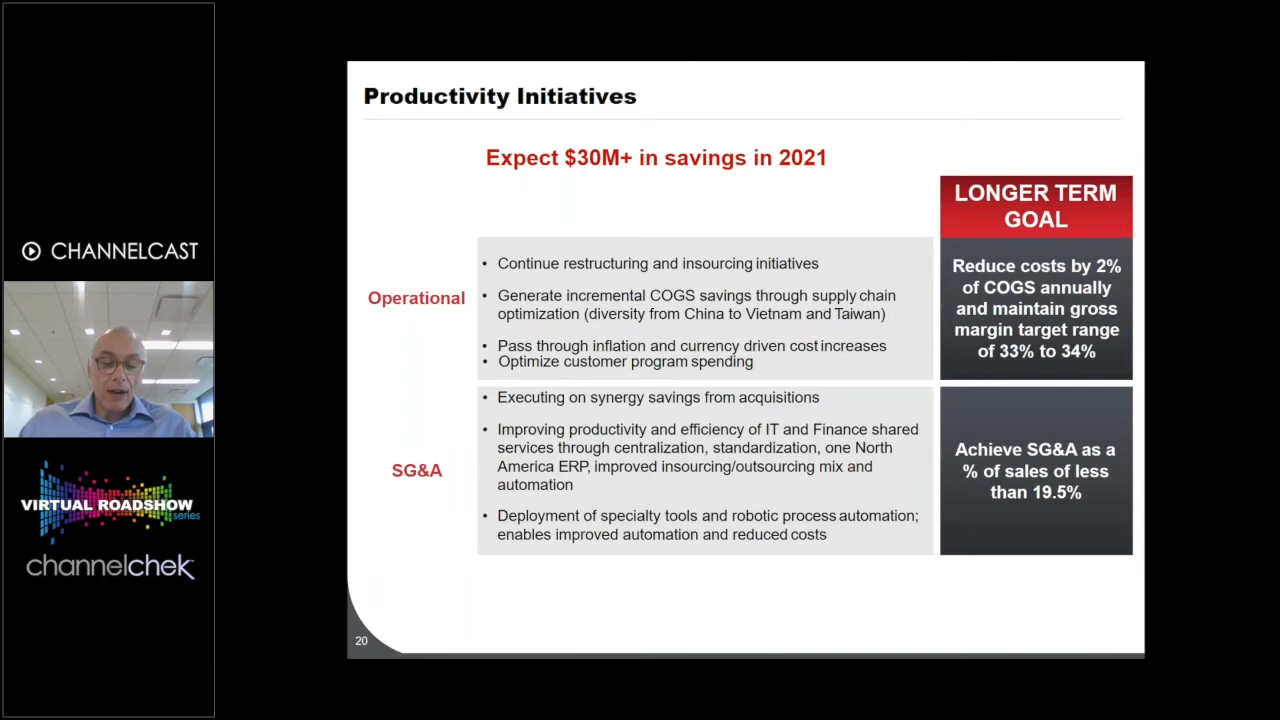 Productivity Initiatives
Expect $30M+ in savings in 2021
LONGER TERM
GOAL
Operational
• Continue restructuring and insourcing initiatives
• Generate incremental COGS savings through supply chain
optimization (diversity from China to Vietnam and Taiwan)
• Pass through inflation and currency driven cost increases
• Optimize customer program spending
Reduce costs by 2%
of COGS annually
and maintain gross
margin target range
of 33% to 34%
SG&A
• Executing on synergy savings from acquisitions
• Improving productivity and efficiency of IT and Finance shared
services through centralization, standardization, one North
America ERP, improved insourcing/outsourcing mix and
automation
• Deployment of specialty tools and robotic process automation;
enables improved automation and reduced costs
Achieve SG&A as a
% of sales of less
than 19.5%
20
CHANNELCAST
VIRTUAL ROADSHOW
series
channelchek